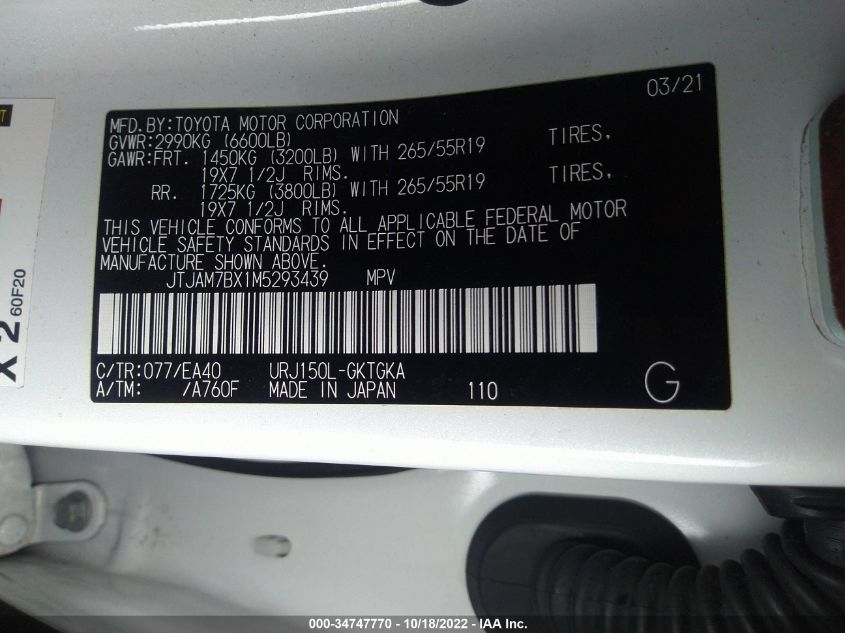 03/21
MFD.BY:TOYOTA MOTOR CORPORATION
GVWR:2990KG (6600LB)
GAWR:FRT. 1450KG (3200LB) WITH 265/55R19 TIRES,
19X7 1/2J RIMS.
RR. 1725KG (3800LB) WITH 265/55R19 TIRES,
19X7 1/2J RIMS.
THIS VEHICLE CONFORMS TO ALL APPLICABLE FEDERAL MOTOR
VEHICLE SAFETY STANDARDS IN EFFECT ON THE DATE OF
MANUFACTURE SHOWN ABOVE.
JTJAM7BX1M5293439 MPV
C/TR:077/EA40 URJ150L-GKTGKA
A/TM: /A760F MADE IN JAPAN 110 G
X 2 60F20
000-34747770 - 10/18/2022 - IAA Inc.